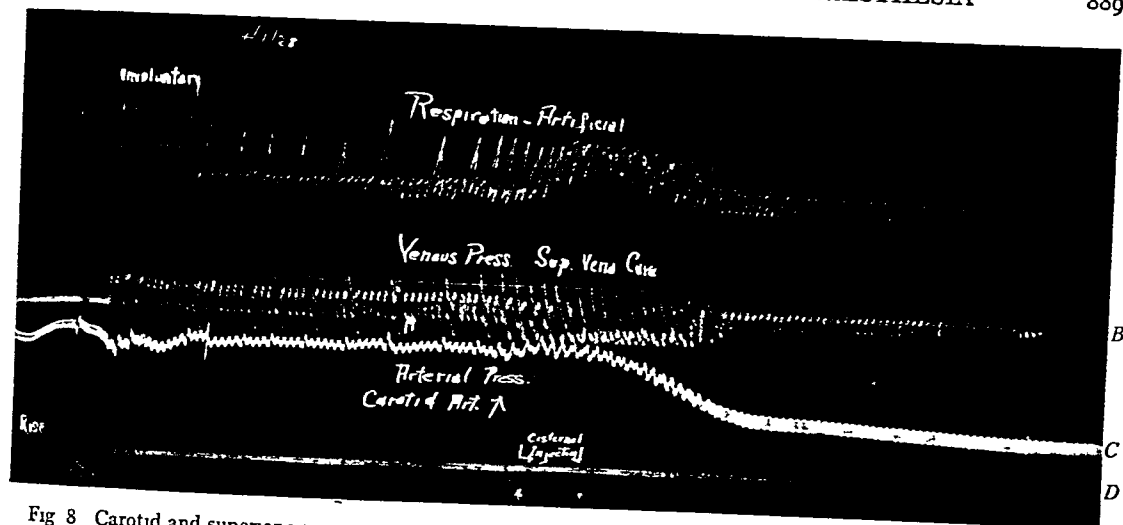 889
Involuntary
Respiration - Artificial
Venous Press. Sup. Vena Cava
B
Arterial Press.
Carotid Art.
C
Cisternal
Injection
D
4
Fig 8 Carotid and